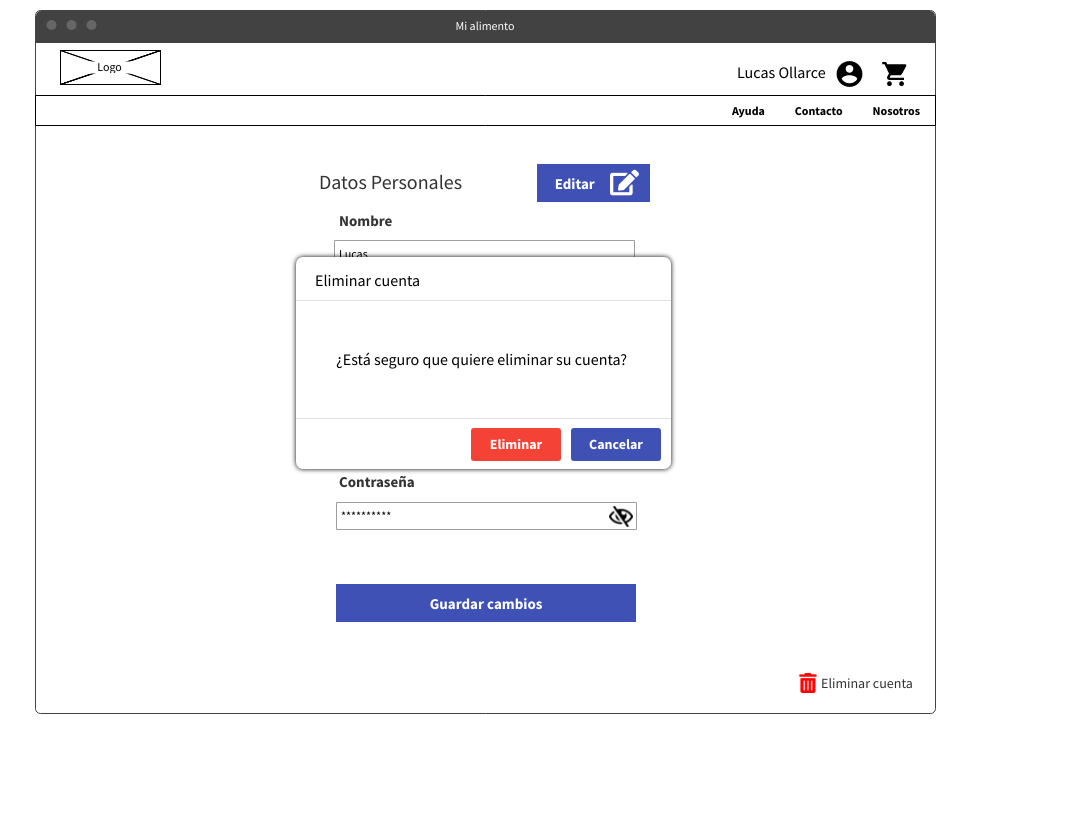 Mi alimento
Logo
Lucas Ollarce
Ayuda Contacto Nosotros
Datos Personales
Editar
Nombre
Lucas
Eliminar cuenta
¿Está seguro que quiere eliminar su cuenta?
Eliminar Cancelar
Contraseña
**********
Guardar cambios
Eliminar cuenta